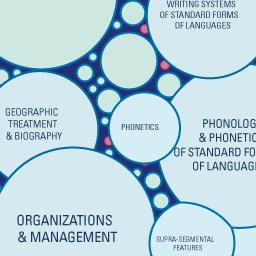 WRITING SYSTEMS
OF STANDARD FORMS
OF LANGUAGES
GEOGRAPHIC
TREATMENT
& BIOGRAPHY
PHONETICS
PHONOLOG
& PHONETIC
OF STANDARD FO
OF LANGUAG
ORGANIZATIONS
& MANAGEMENT
SUPRA-SEGMENTAL
FEATURES